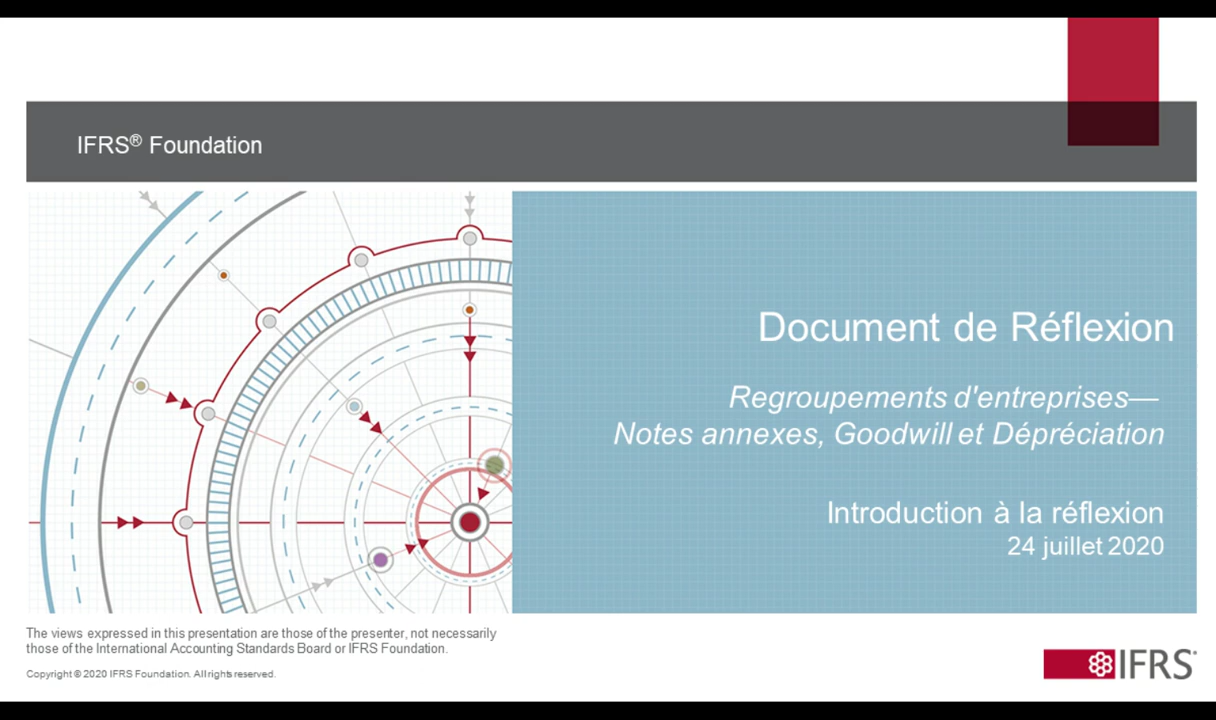 IFRS® Foundation
Document de Réflexion
Regroupements d'entreprises—
Notes annexes, Goodwill et Dépréciation
Introduction à la réflexion
24 juillet 2020
The views expressed in this presentation are those of the presenter, not necessarily
those of the International Accounting Standards Board or IFRS Foundation.
Copyright © 2020 IFRS Foundation. All rights reserved.
IFRS®